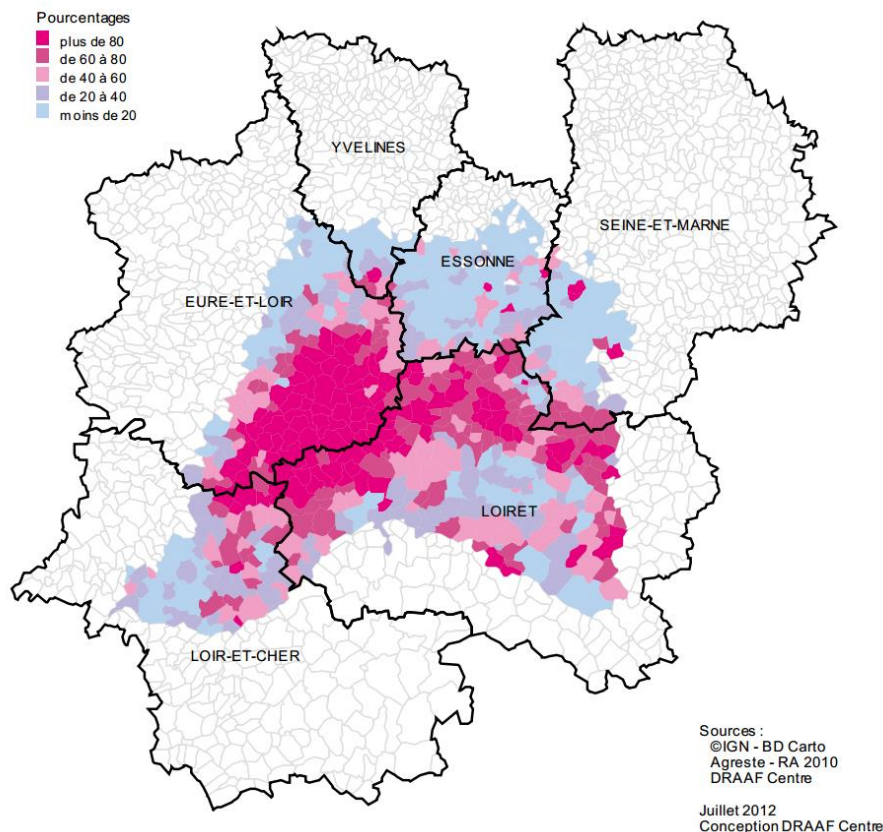 Pourcentages
plus de 80
de 60 à 80
de 40 à 60
de 20 à 40
moins de 20
YVELINES
SEINE-ET-MARNE
ESSONNE
EURE-ET-LOIR
LOIRET
LOIR-ET-CHER
Sources :
©IGN - BD Carto
Agreste - RA 2010
DRAAF Centre
Juillet 2012
Conception DRAAF Centre